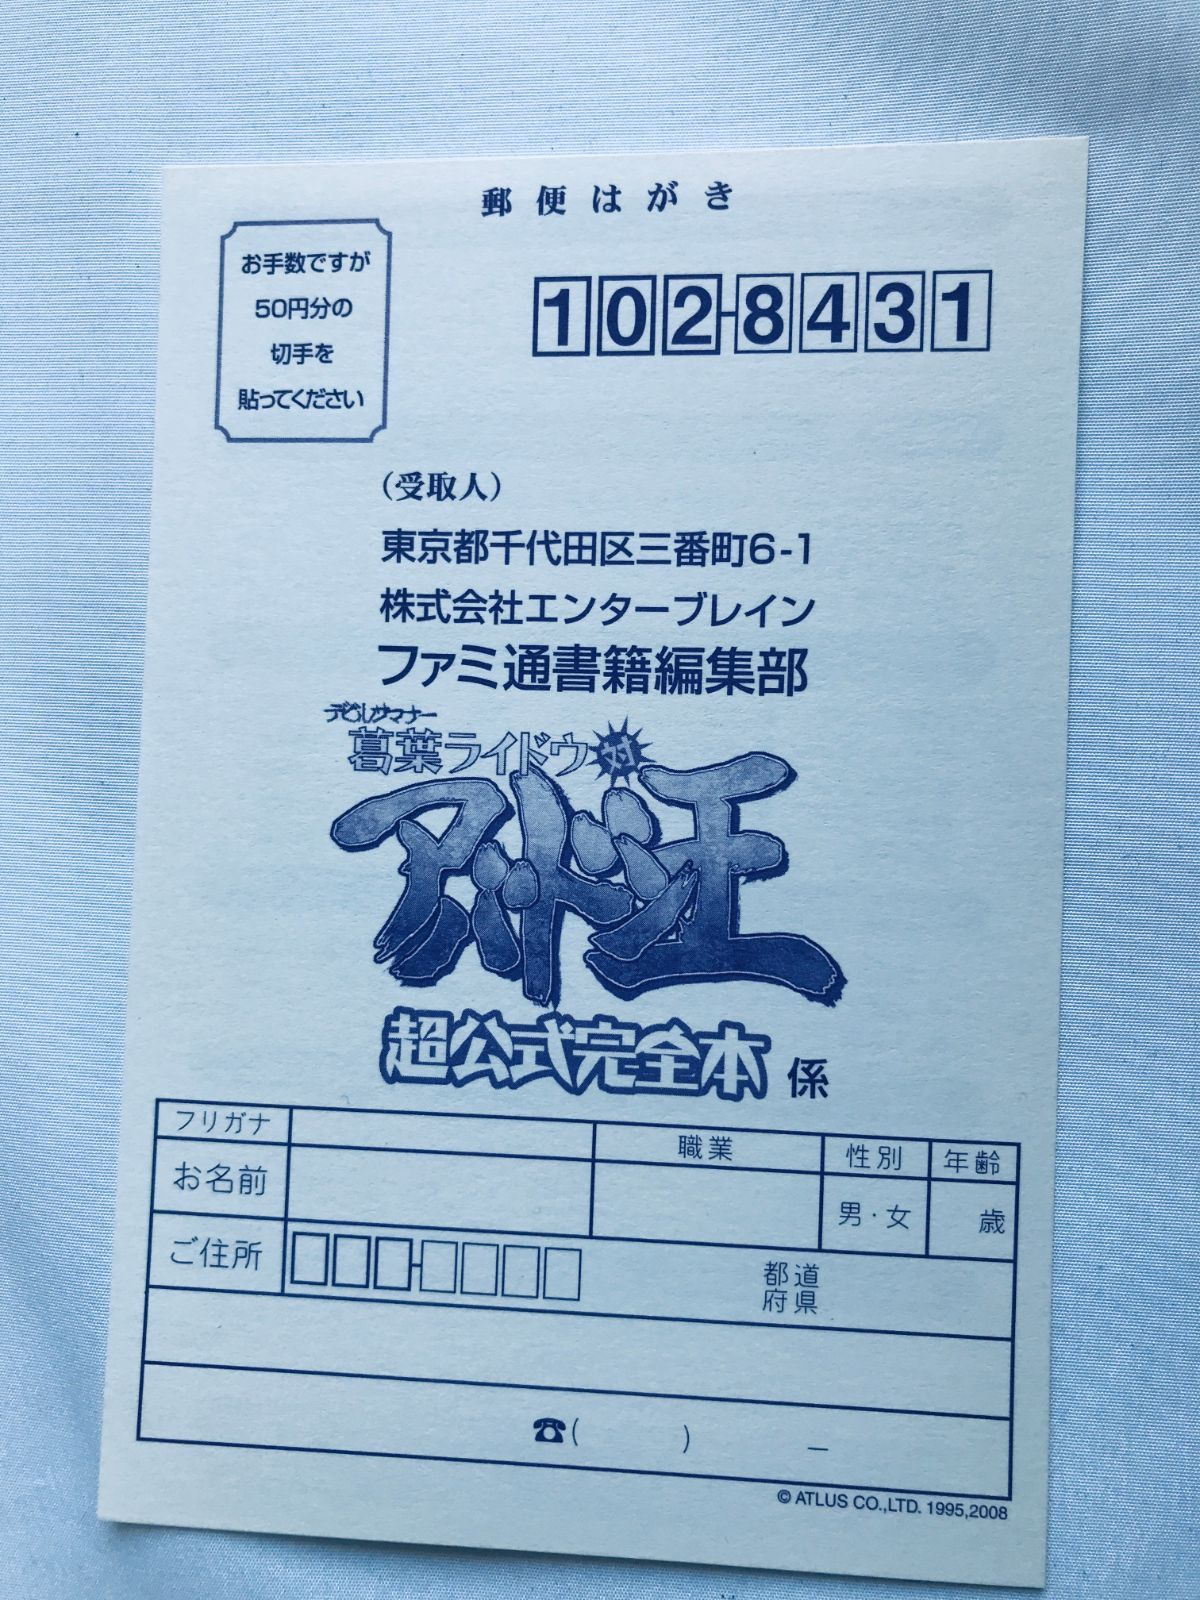 郵便はがき
お手数ですが
50円分の
切手を
貼ってください
102-8431
（受取人）
東京都千代田区三番町6-1
株式会社エンターブレイン
ファミ通書籍編集部
デビルサマナー
葛葉ライドウ対
アバドン王
超公式完全本 係
フリガナ
お名前
職業
性別
年齢
男・女
歳
ご住所
都道
府県
☎( ) －
© ATLUS CO.,LTD. 1995,2008